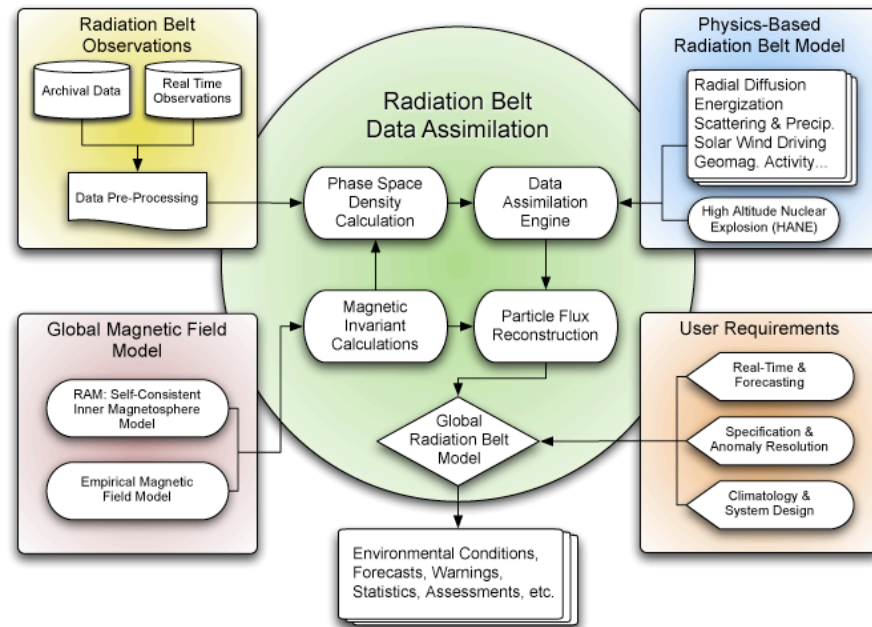 Radiation Belt
Observations
Archival Data
Real Time
Observations
Data Pre-Processing
Radiation Belt
Data Assimilation
Phase Space
Density
Calculation
Data
Assimilation
Engine
Magnetic
Invariant
Calculations
Particle Flux
Reconstruction
Global
Radiation Belt
Model
Physics-Based
Radiation Belt Model
Radial Diffusion
Energization
Scattering & Precip.
Solar Wind Driving
Geomag. Activity...
High Altitude Nuclear
Explosion (HANE)
Global Magnetic Field
Model
RAM: Self-Consistent
Inner Magnetosphere
Model
Empirical Magnetic
Field Model
User Requirements
Real-Time &
Forecasting
Specification &
Anomaly Resolution
Climatology &
System Design
Environmental Conditions,
Forecasts, Warnings,
Statistics, Assessments, etc.